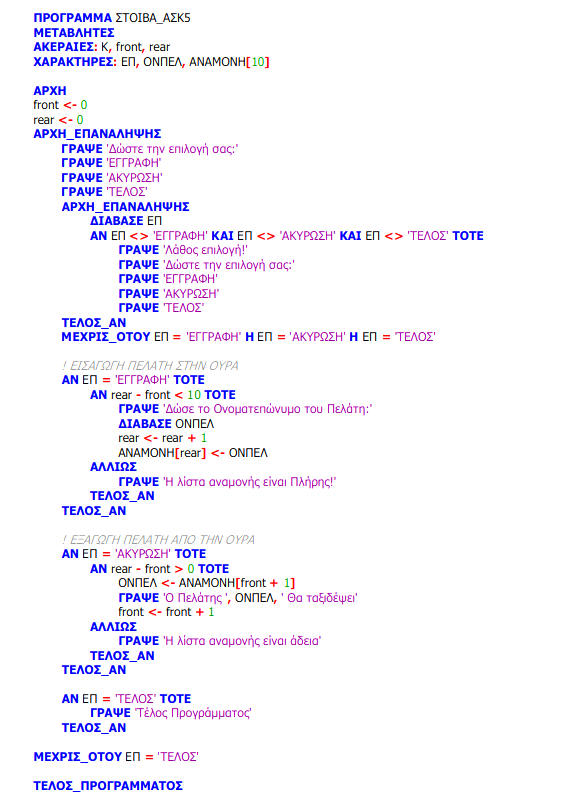 ΠΡΟΓΡΑΜΜΑ ΣΤΟΙΒΑ_ΑΣΚ5
ΜΕΤΑΒΛΗΤΕΣ
ΑΚΕΡΑΙΕΣ: Κ, front, rear
ΧΑΡΑΚΤΗΡΕΣ: ΕΠ, ΟΝΠΕΛ, ΑΝΑΜΟΝΗ[10]
ΑΡΧΗ
front <- 0
rear <- 0
ΑΡΧΗ_ΕΠΑΝΑΛΗΨΗΣ
ΓΡΑΨΕ 'Δώστε την επιλογή σας:'
ΓΡΑΨΕ 'ΕΓΓΡΑΦΗ'
ΓΡΑΨΕ 'ΑΚΥΡΩΣΗ'
ΓΡΑΨΕ 'ΤΕΛΟΣ'
ΑΡΧΗ_ΕΠΑΝΑΛΗΨΗΣ
ΔΙΑΒΑΣΕ ΕΠ
ΑΝ ΕΠ <> 'ΕΓΓΡΑΦΗ' ΚΑΙ ΕΠ <> 'ΑΚΥΡΩΣΗ' ΚΑΙ ΕΠ <> 'ΤΕΛΟΣ' ΤΟΤΕ
ΓΡΑΨΕ 'Λάθος επιλογή!'
ΓΡΑΨΕ 'Δώστε την επιλογή σας:'
ΓΡΑΨΕ 'ΕΓΓΡΑΦΗ'
ΓΡΑΨΕ 'ΑΚΥΡΩΣΗ'
ΓΡΑΨΕ 'ΤΕΛΟΣ'
ΤΕΛΟΣ_ΑΝ
ΜΕΧΡΙΣ_ΟΤΟΥ ΕΠ = 'ΕΓΓΡΑΦΗ' Η ΕΠ = 'ΑΚΥΡΩΣΗ' Η ΕΠ = 'ΤΕΛΟΣ'
! ΕΙΣΑΓΩΓΗ ΠΕΛΑΤΗ ΣΤΗΝ ΟΥΡΑ
ΑΝ ΕΠ = 'ΕΓΓΡΑΦΗ' ΤΟΤΕ
ΑΝ rear - front < 10 ΤΟΤΕ
ΓΡΑΨΕ 'Δώσε το Ονοματεπώνυμο του Πελάτη:'
ΔΙΑΒΑΣΕ ΟΝΠΕΛ
rear <- rear + 1
ΑΝΑΜΟΝΗ[rear] <- ΟΝΠΕΛ
ΑΛΛΙΩΣ
ΓΡΑΨΕ 'Η λίστα αναμονής είναι Πλήρης!'
ΤΕΛΟΣ_ΑΝ
ΤΕΛΟΣ_ΑΝ
! ΕΞΑΓΩΓΗ ΠΕΛΑΤΗ ΑΠΟ ΤΗΝ ΟΥΡΑ
ΑΝ ΕΠ = 'ΑΚΥΡΩΣΗ' ΤΟΤΕ
ΑΝ rear - front > 0 ΤΟΤΕ
ΟΝΠΕΛ <- ΑΝΑΜΟΝΗ[front + 1]
ΓΡΑΨΕ 'Ο Πελάτης ', ΟΝΠΕΛ, ' Θα ταξιδέψει'
front <- front + 1
ΑΛΛΙΩΣ
ΓΡΑΨΕ 'Η λίστα αναμονής είναι άδεια'
ΤΕΛΟΣ_ΑΝ
ΤΕΛΟΣ_ΑΝ
ΑΝ ΕΠ = 'ΤΕΛΟΣ' ΤΟΤΕ
ΓΡΑΨΕ 'Τέλος Προγράμματος'
ΤΕΛΟΣ_ΑΝ
ΜΕΧΡΙΣ_ΟΤΟΥ ΕΠ = 'ΤΕΛΟΣ'
ΤΕΛΟΣ_ΠΡΟΓΡΑΜΜΑΤΟΣ